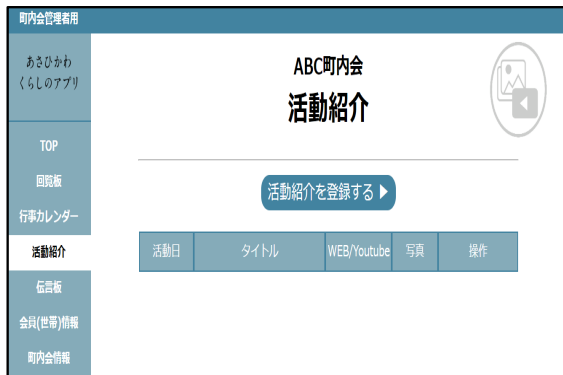 町内会管理者用
あさひかわ
くらしのアプリ
TOP
回覧板
行事カレンダー
活動紹介
伝言板
会員(世帯)情報
町内会情報
ABC町内会
活動紹介
活動紹介を登録する ▶
活動日 タイトル WEB/Youtube 写真 操作